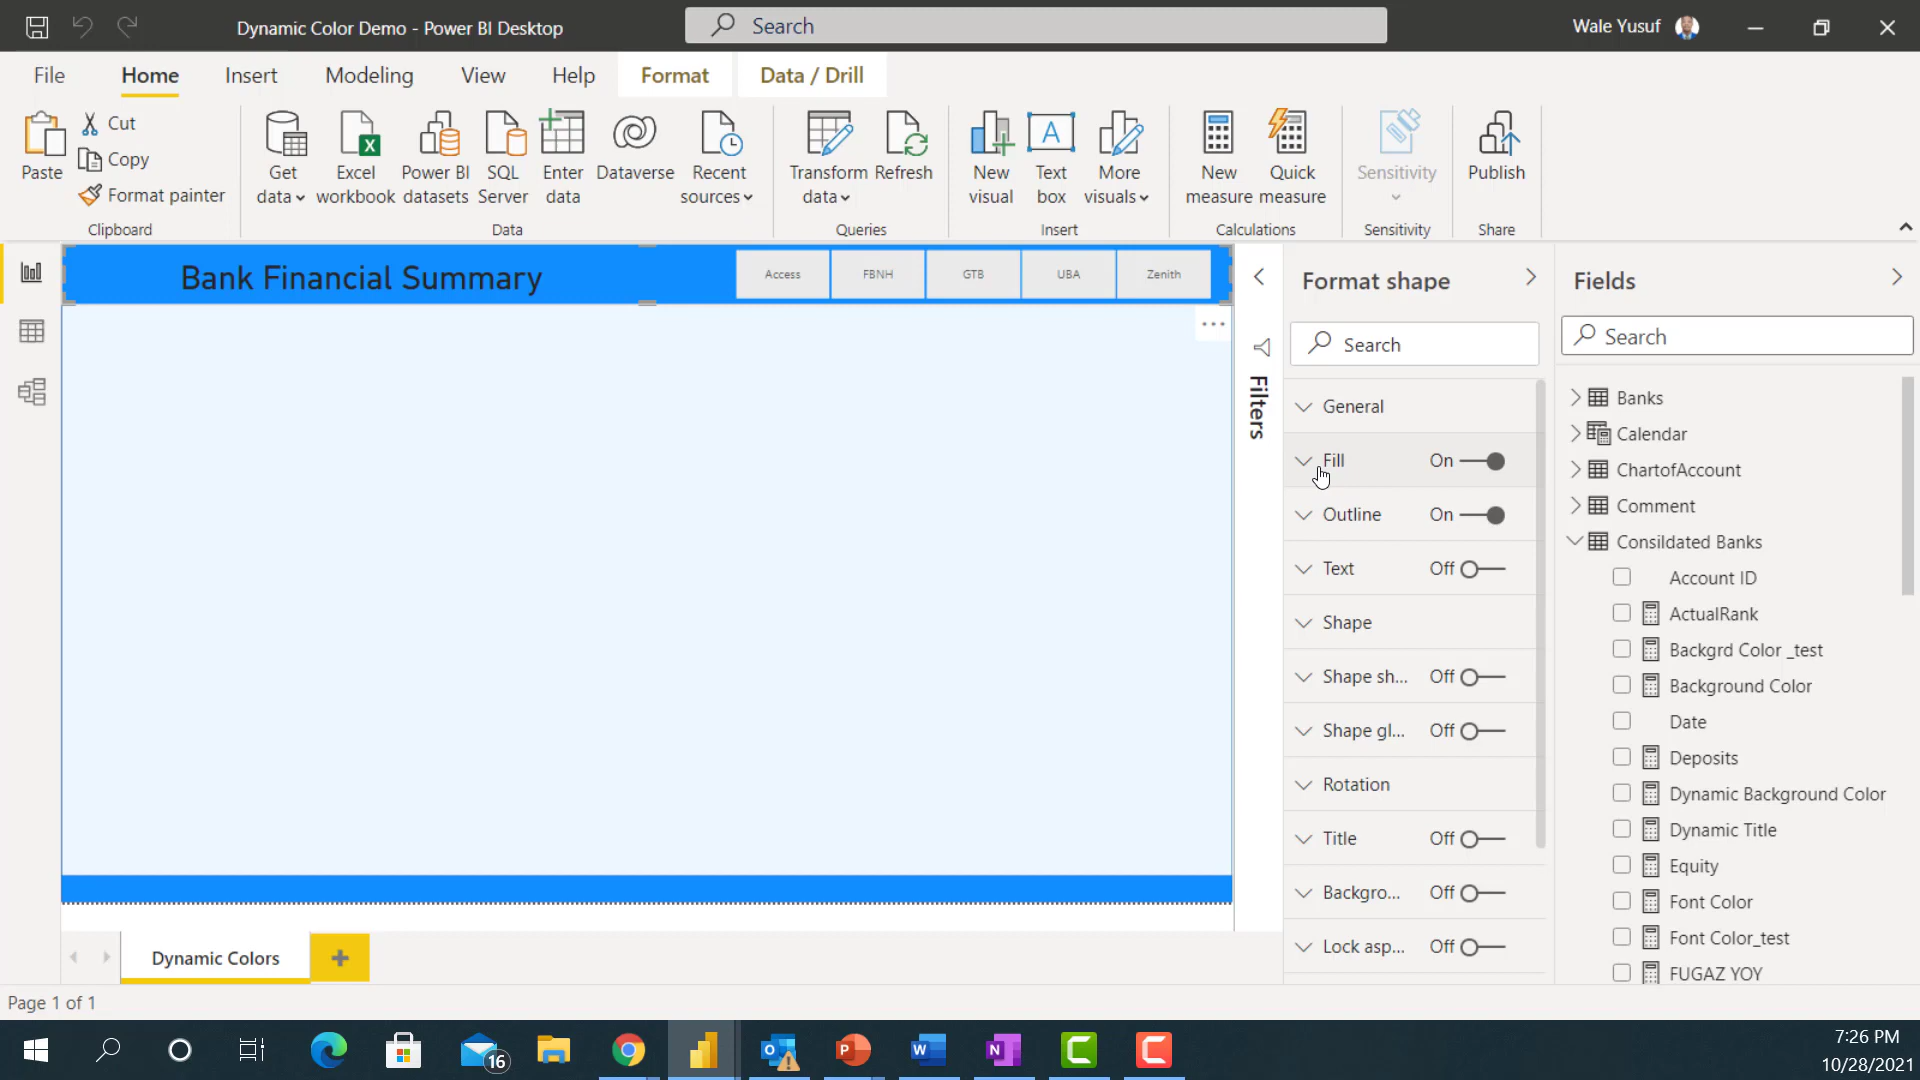 Dynamic Color Demo - Power BI Desktop
Search
Wale Yusuf
File
Home
Insert
Modeling
View
Help
Format
Data / Drill
Paste
Cut
Copy
Format painter
Clipboard
Get data
Excel workbook
Power BI datasets
SQL Server
Enter data
Dataverse
Recent sources
Data
Transform data
Refresh
Queries
New visual
Text box
More visuals
Insert
New measure
Quick measure
Calculations
Sensitivity
Sensitivity
Publish
Share
Bank Financial Summary
Access
FBNH
GTB
UBA
Zenith
Filters
Format shape
Search
General
Fill On
Outline On
Text Off
Shape
Shape sh... Off
Shape gl... Off
Rotation
Title Off
Backgro... Off
Lock asp... Off
Fields
Search
Banks
Calendar
ChartofAccount
Comment
Consildated Banks
Account ID
ActualRank
Backgrd Color _test
Background Color
Date
Deposits
Dynamic Background Color
Dynamic Title
Equity
Font Color
Font Color_test
FUGAZ YOY
Dynamic Colors
Page 1 of 1
16
7:26 PM
10/28/2021